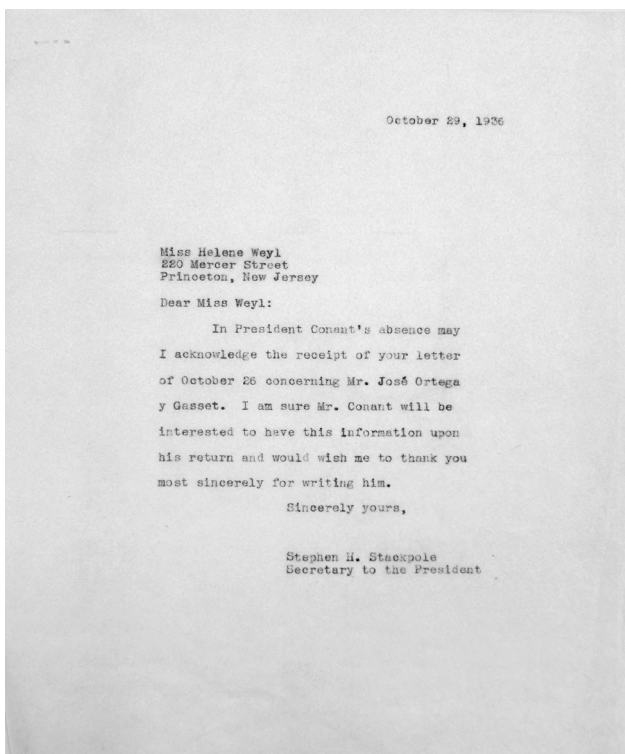 October 29, 1936
Miss Helene Weyl
220 Mercer Street
Princeton, New Jersey
Dear Miss Weyl:
In President Conant's absence may
I acknowledge the receipt of your letter
of October 26 concerning Mr. José Ortega
y Gasset. I am sure Mr. Conant will be
interested to have this information upon
his return and would wish me to thank you
most sincerely for writing him.
Sincerely yours,
Stephen H. Stackpole
Secretary to the President